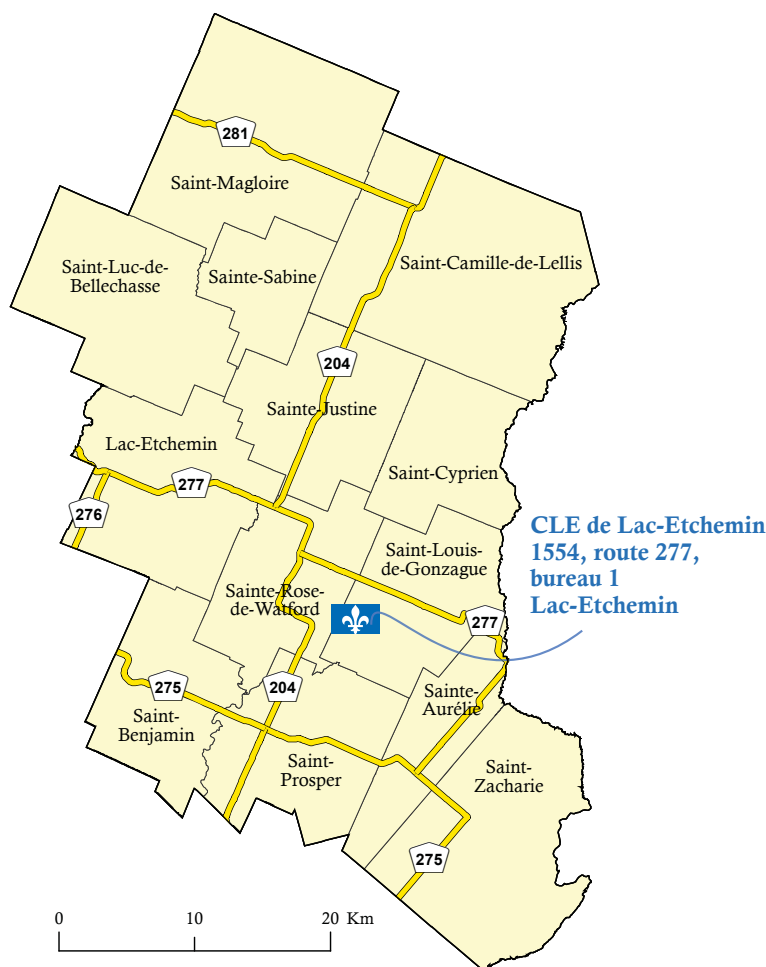 281
Saint-Magloire
Saint-Luc-de-
Bellechasse
Sainte-Sabine
Saint-Camille-de-Lellis
204
Sainte-Justine
Lac-Etchemin
277
Saint-Cyprien
276
CLE de Lac-Etchemin
1554, route 277,
bureau 1
Lac-Etchemin
Saint-Louis-
de-Gonzague
Sainte-Rose-
de-Watford
277
275
204
Sainte-
Aurélie
Saint-
Benjamin
Saint-
Prosper
Saint-
Zacharie
275
0 10 20 Km